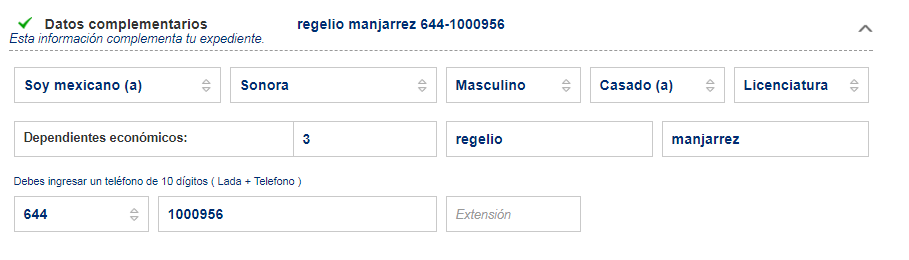 Datos complementarios regelio manjarrez 644-1000956
Esta información complementa tu expediente.
Soy mexicano (a) Sonora Masculino Casado (a) Licenciatura
Dependientes económicos: 3 regelio manjarrez
Debes ingresar un teléfono de 10 dígitos ( Lada + Telefono )
644 1000956 Extensión